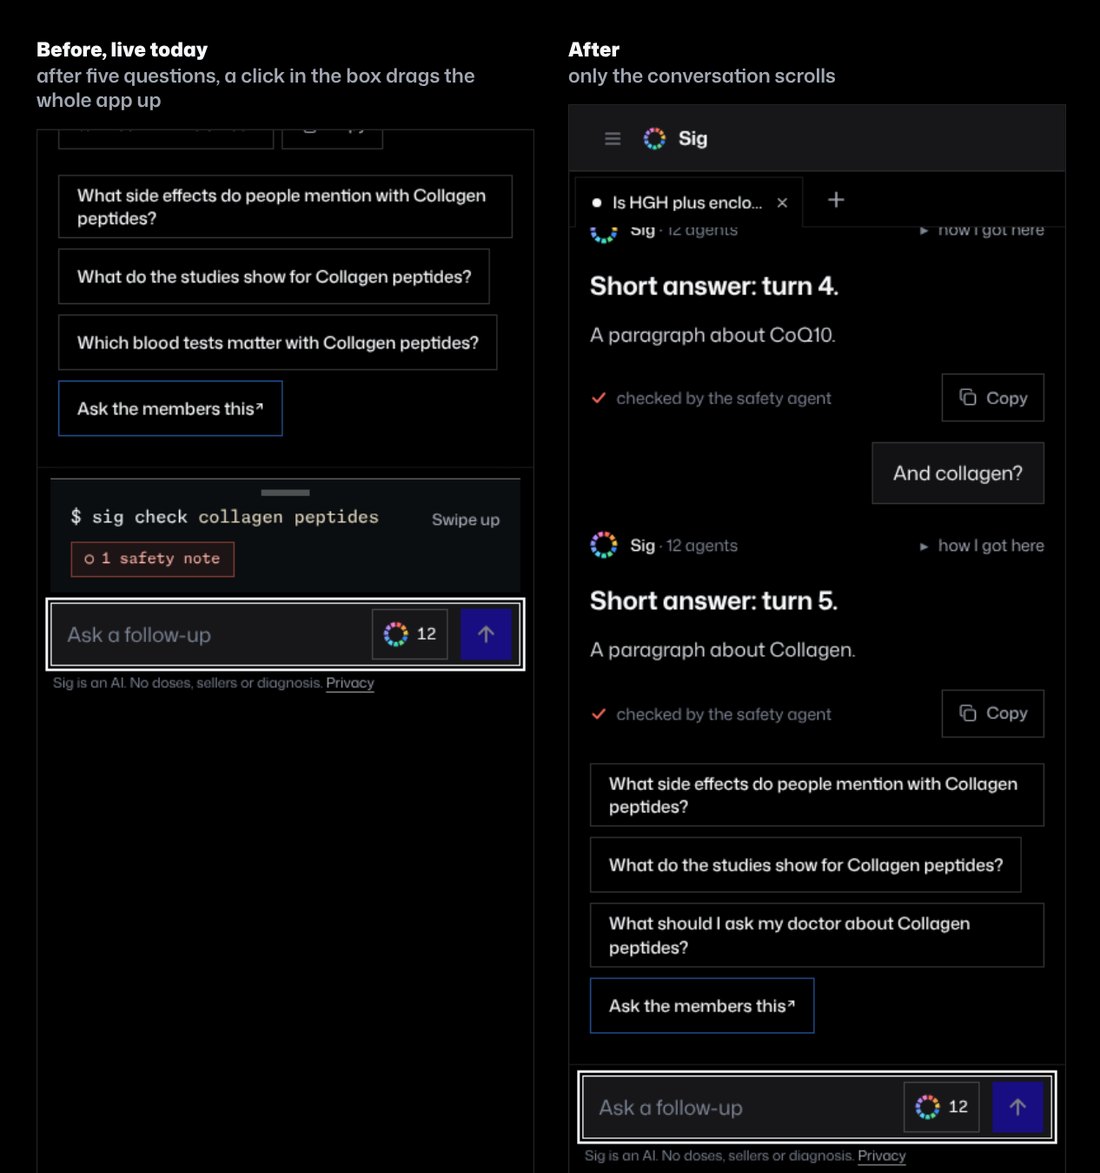 Before, live today
after five questions, a click in the box drags the
whole app up
Copy
What side effects do people mention with Collagen
peptides?
What do the studies show for Collagen peptides?
Which blood tests matter with Collagen peptides?
Ask the members this↗
$ sig check collagen peptides
Swipe up
1 safety note
Ask a follow-up
12
Sig is an AI. No doses, sellers or diagnosis. Privacy
After
only the conversation scrolls
Sig
Is HGH plus enclo...
Sig · 12 agents
how I got here
Short answer: turn 4.
A paragraph about CoQ10.
checked by the safety agent
Copy
And collagen?
Sig · 12 agents
how I got here
Short answer: turn 5.
A paragraph about Collagen.
checked by the safety agent
Copy
What side effects do people mention with Collagen
peptides?
What do the studies show for Collagen peptides?
What should I ask my doctor about Collagen
peptides?
Ask the members this↗
Ask a follow-up
12
Sig is an AI. No doses, sellers or diagnosis. Privacy